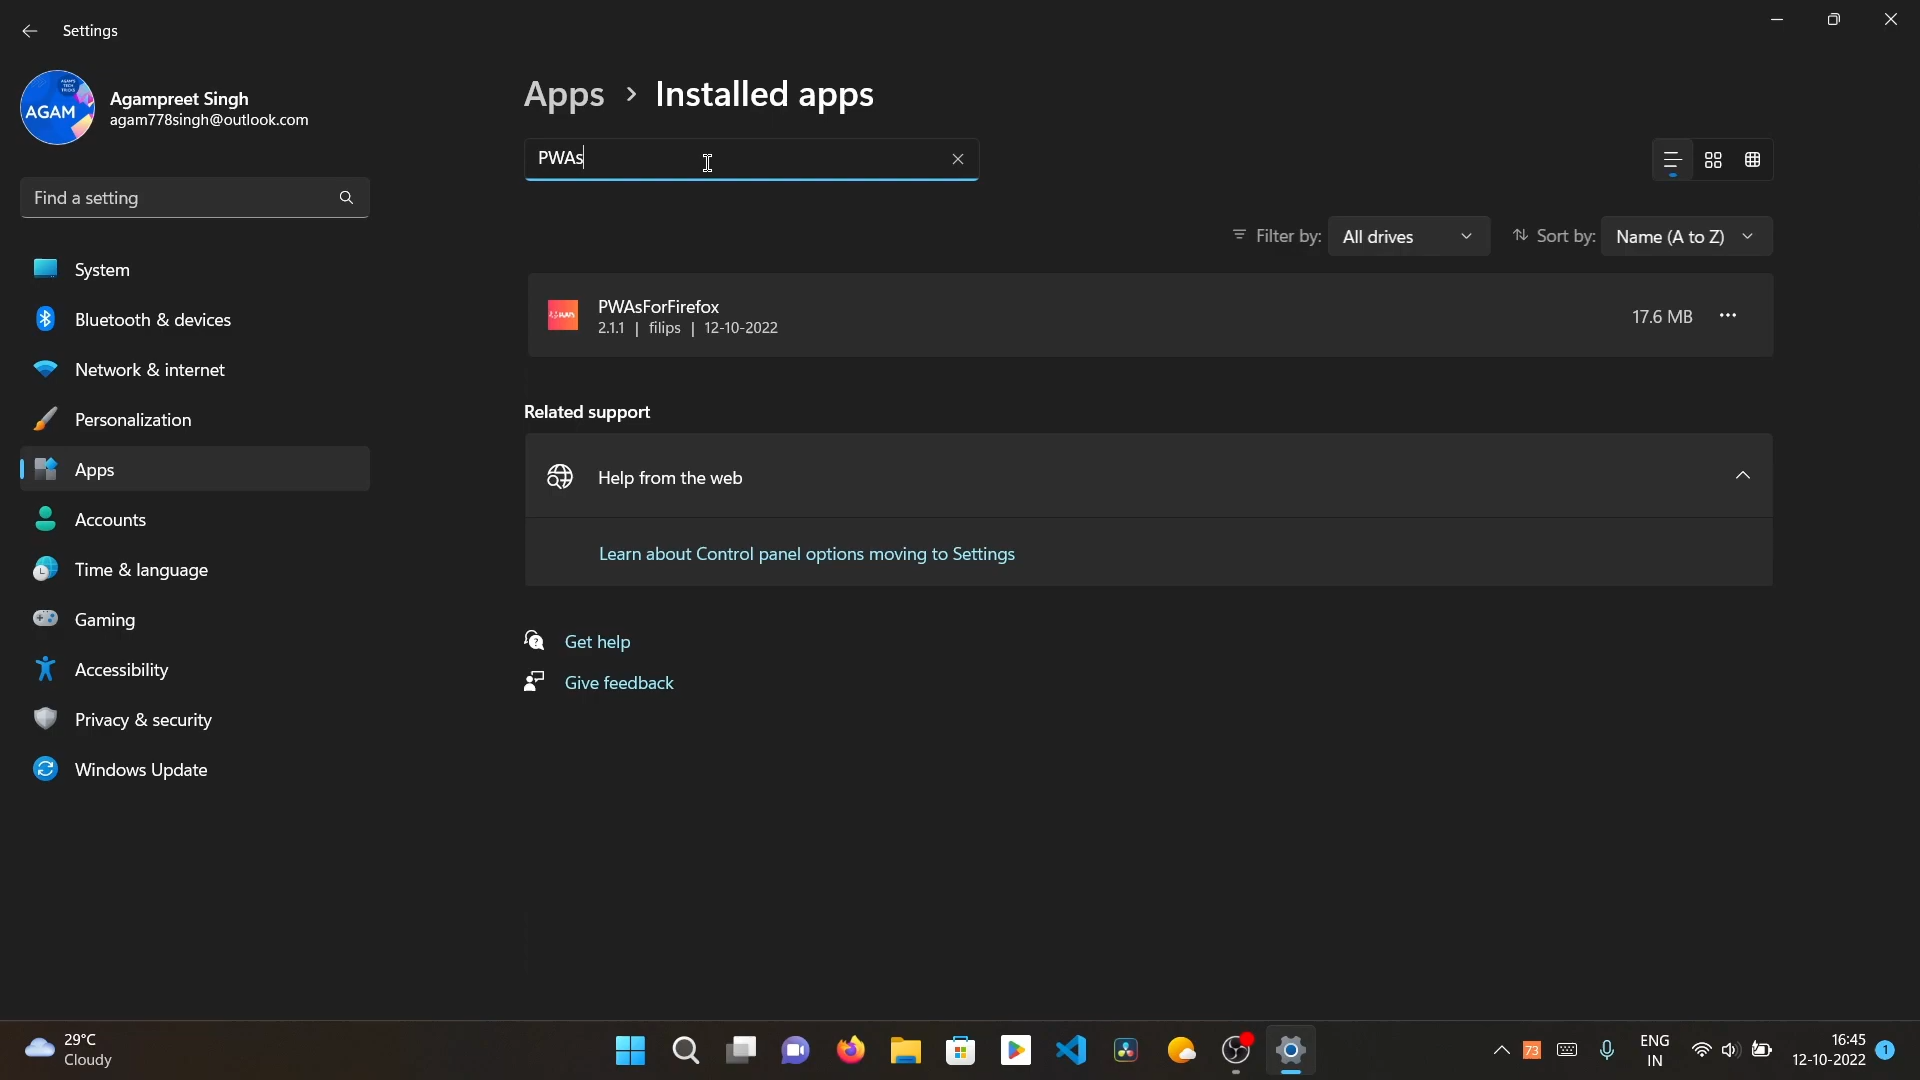 Settings
AGAM
Agampreet Singh
agam778singh@outlook.com
Find a setting
System
Bluetooth & devices
Network & internet
Personalization
Apps
Accounts
Time & language
Gaming
Accessibility
Privacy & security
Windows Update
Apps > Installed apps
PWAs
Filter by: All drives
Sort by: Name (A to Z)
PWAsForFirefox
2.1.1 | filips | 12-10-2022
17.6 MB
Related support
Help from the web
Learn about Control panel options moving to Settings
Get help
Give feedback
29°C
Cloudy
73
ENG
IN
16:45
12-10-2022
1